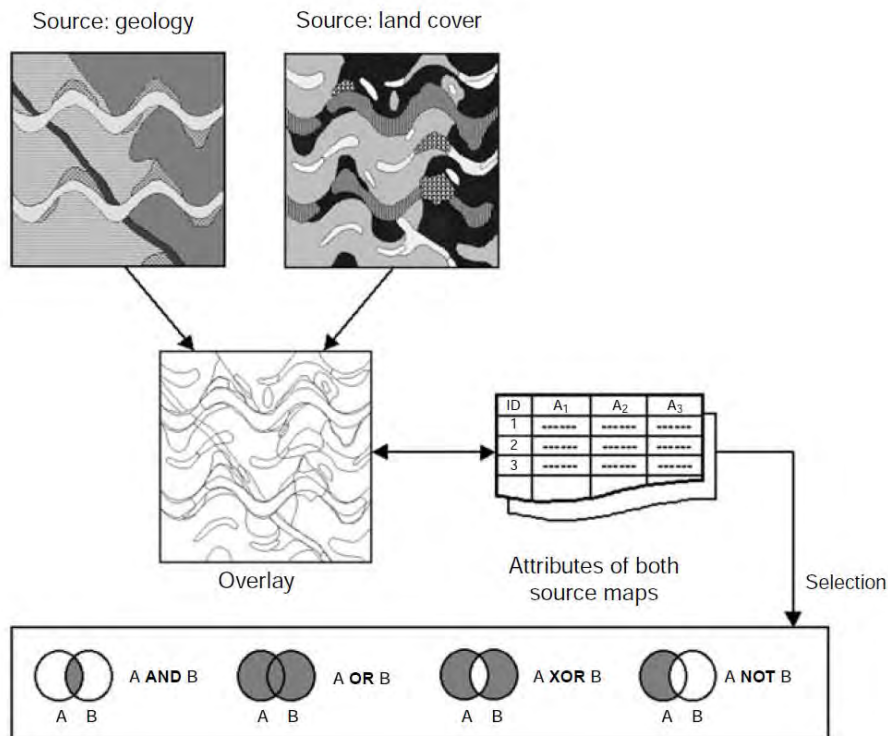 Source: geology
Source: land cover
ID A₁ A₂ A₃
1 ------ ------ ------
2 ------ ------ ------
3 ------ ------ ------
Overlay
Attributes of both
source maps
Selection
A AND B
A OR B
A XOR B
A NOT B
A B
A B
A B
A B